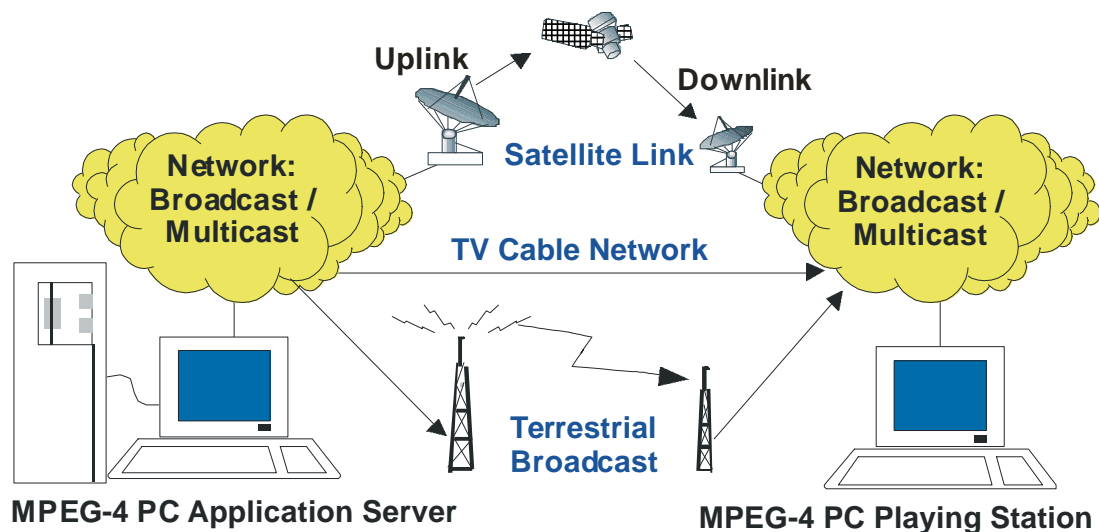 Uplink
Downlink
Satellite Link
Network:
Broadcast /
Multicast
Network:
Broadcast /
Multicast
TV Cable Network
Terrestrial
Broadcast
MPEG-4 PC Application Server
MPEG-4 PC Playing Station